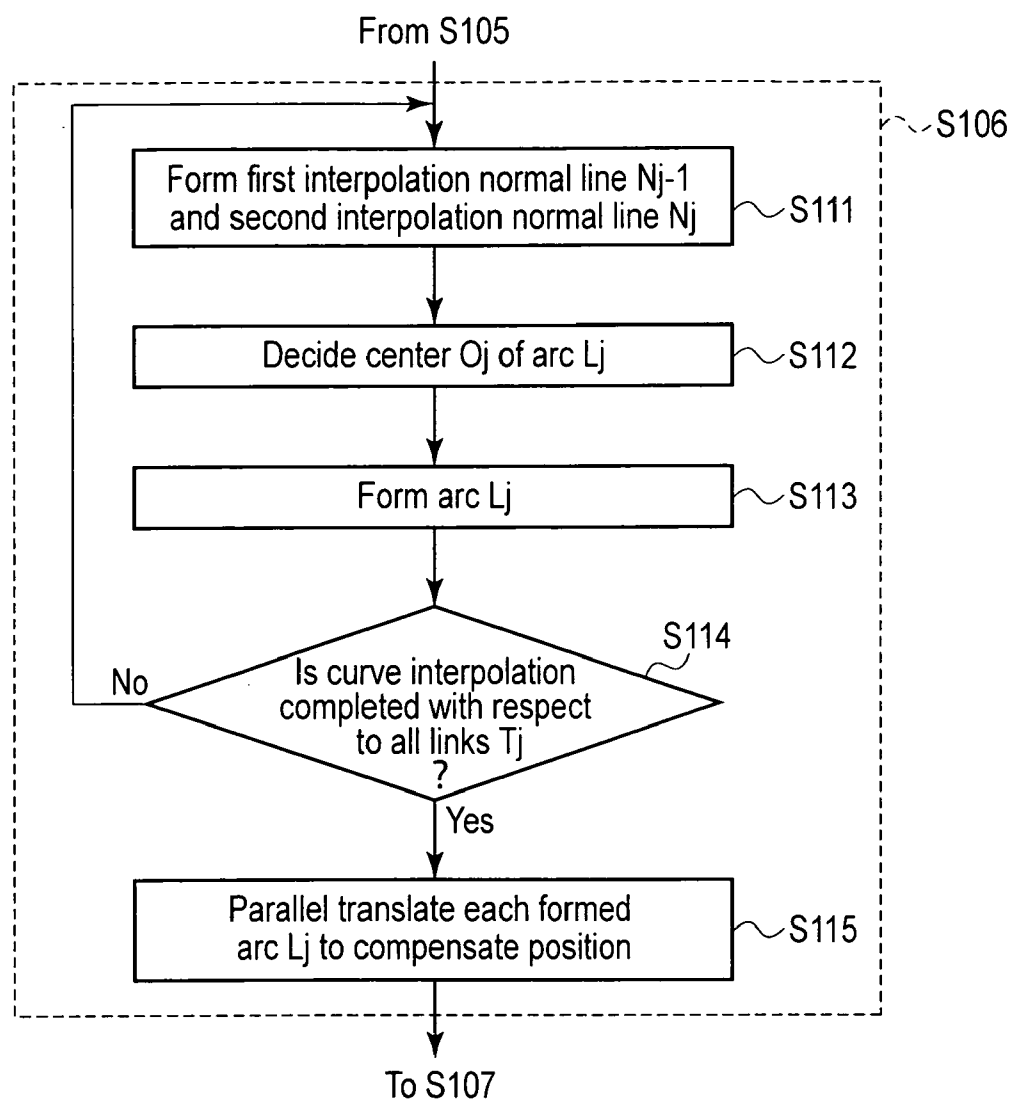 From S105
S106
Form first interpolation normal line Nj-1
and second interpolation normal line Nj
S111
Decide center Oj of arc Lj
S112
Form arc Lj
S113
S114
Is curve interpolation
completed with respect
to all links Tj
?
No
Yes
Parallel translate each formed
arc Lj to compensate position
S115
To S107